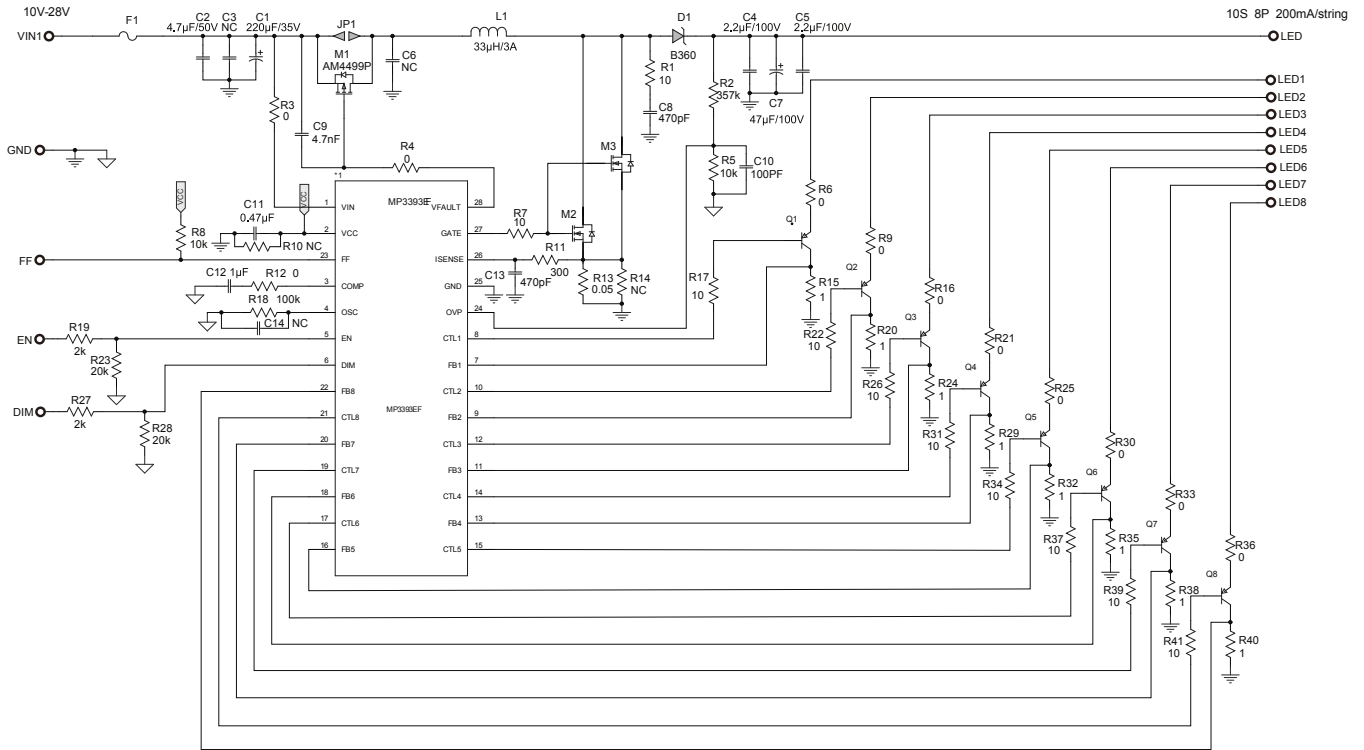 10V-28V
VIN1
F1
C2
4.7µF/50V
C3
NC
C1
220µF/35V
JP1
M1
AM4499P
C6
NC
L1
33µH/3A
D1
B360
C4
2.2µF/100V
C5
2.2µF/100V
10S 8P 200mA/string
LED
LED1
LED2
LED3
LED4
LED5
LED6
LED7
LED8
R1
10
C8
470pF
R2
357k
C7
47µF/100V
R3
0
C9
4.7nF
R4
0
M3
R5
10k
C10
100PF
GND
VCC
VCC
*1
MP3393EF
C11
0.47µF
R10 NC
R8
10k
FF
C12 1µF
R12 0
R18 100k
C14 NC
EN
R19
2k
R23
20k
DIM
R27
2k
R28
20k
1 VIN
2 VCC
23 FF
3 COMP
4 OSC
5 EN
6 DIM
22 FB8
21 CTL8
20 FB7
19 CTL7
18 FB6
17 CTL6
16 FB5
MP3393EF
VFAULT 28
GATE 27
ISENSE 26
GND 25
OVP 24
CTL1 8
FB1 7
CTL2 10
FB2 9
CTL3 12
FB3 11
CTL4 14
FB4 13
CTL5 15
R7
10
M2
R11
300
C13
470pF
R13
0.05
R14
NC
R6
0
Q1
R17
10
R15
1
R9
0
Q2
R22
10
R20
1
R16
0
Q3
R26
10
R24
1
R21
0
Q4
R31
10
R29
1
R25
0
Q5
R34
10
R32
1
R30
0
Q6
R37
10
R35
1
R33
0
Q7
R39
10
R38
1
R36
0
Q8
R41
10
R40
1